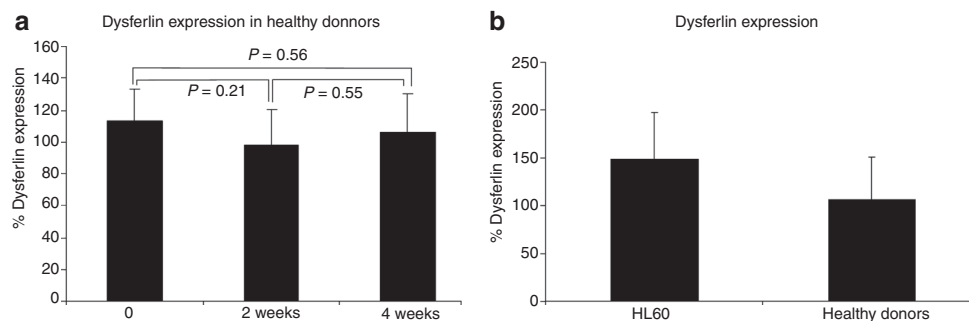 a
Dysferlin expression in healthy donnors
% Dysferlin expression
160
140
120
100
80
60
40
20
0
P = 0.56
P = 0.21
P = 0.55
0
2 weeks
4 weeks
b
Dysferlin expression
% Dysferlin expression
250
200
150
100
50
0
HL60
Healthy donors